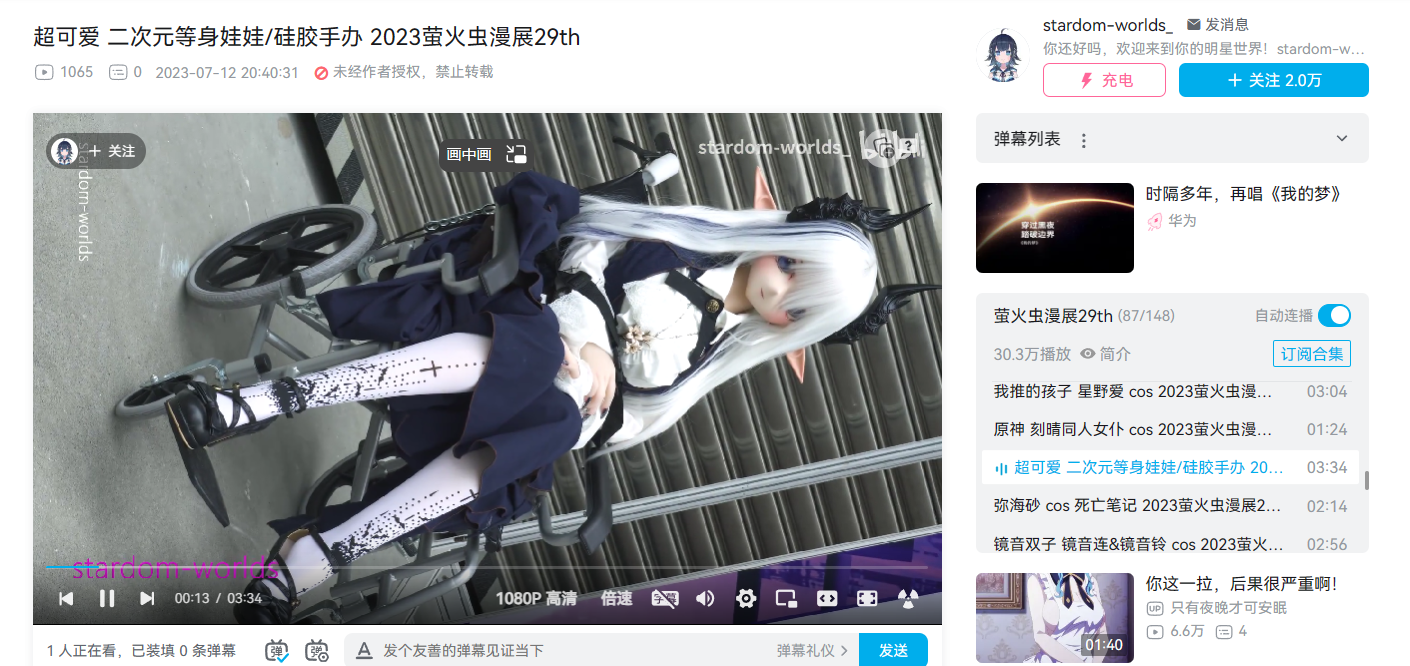 超可爱 二次元等身娃娃/硅胶手办 2023萤火虫漫展29th
1065 0 2023-07-12 20:40:31 未经作者授权，禁止转载
stardom-worlds_ 发消息
你还好吗，欢迎来到你的明星世界！stardom-w...
充电
+ 关注 2.0万
+ 关注
画中画
stardom-worlds_
stardom-worlds
stardom-worlds
00:13 / 03:34
1080P 高清 倍速 字幕
1 人正在看，已装填 0 条弹幕
弹 弹
A 发个友善的弹幕见证当下
弹幕礼仪 >
发送
弹幕列表
穿过黑夜
踏破边界
时隔多年，再唱《我的梦》
华为
萤火虫漫展29th (87/148)
自动连播
30.3万播放 简介
订阅合集
我推的孩子 星野爱 cos 2023萤火虫漫... 03:04
原神 刻晴同人女仆 cos 2023萤火虫漫... 01:24
超可爱 二次元等身娃娃/硅胶手办 20... 03:34
弥海砂 cos 死亡笔记 2023萤火虫漫展2... 02:14
镜音双子 镜音连&镜音铃 cos 2023萤火... 02:56
01:40
你这一拉，后果很严重啊！
UP 只有夜晚才可安眠
6.6万 4